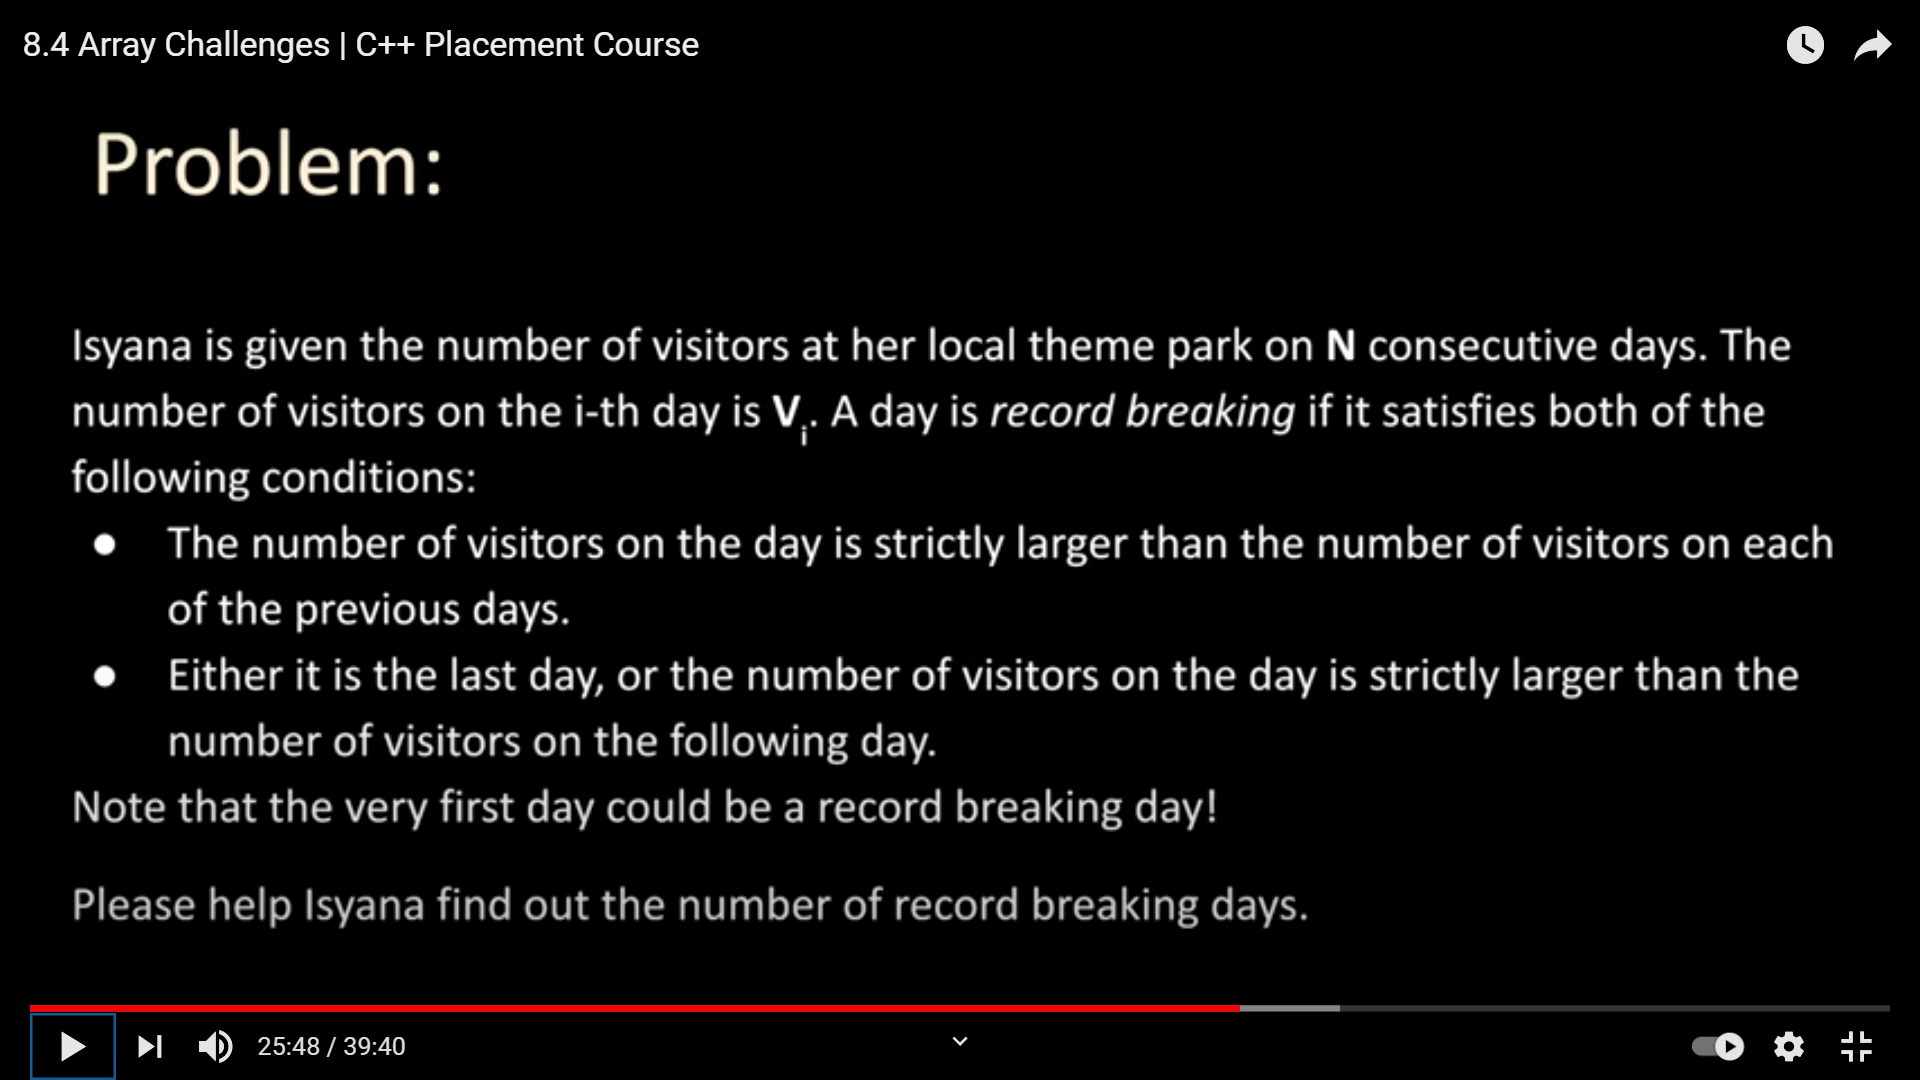 8.4 Array Challenges | C++ Placement Course
Problem:
Isyana is given the number of visitors at her local theme park on N consecutive days. The
number of visitors on the i-th day is Vi. A day is record breaking if it satisfies both of the
following conditions:
● The number of visitors on the day is strictly larger than the number of visitors on each
of the previous days.
● Either it is the last day, or the number of visitors on the day is strictly larger than the
number of visitors on the following day.
Note that the very first day could be a record breaking day!
Please help Isyana find out the number of record breaking days.
25:48 / 39:40